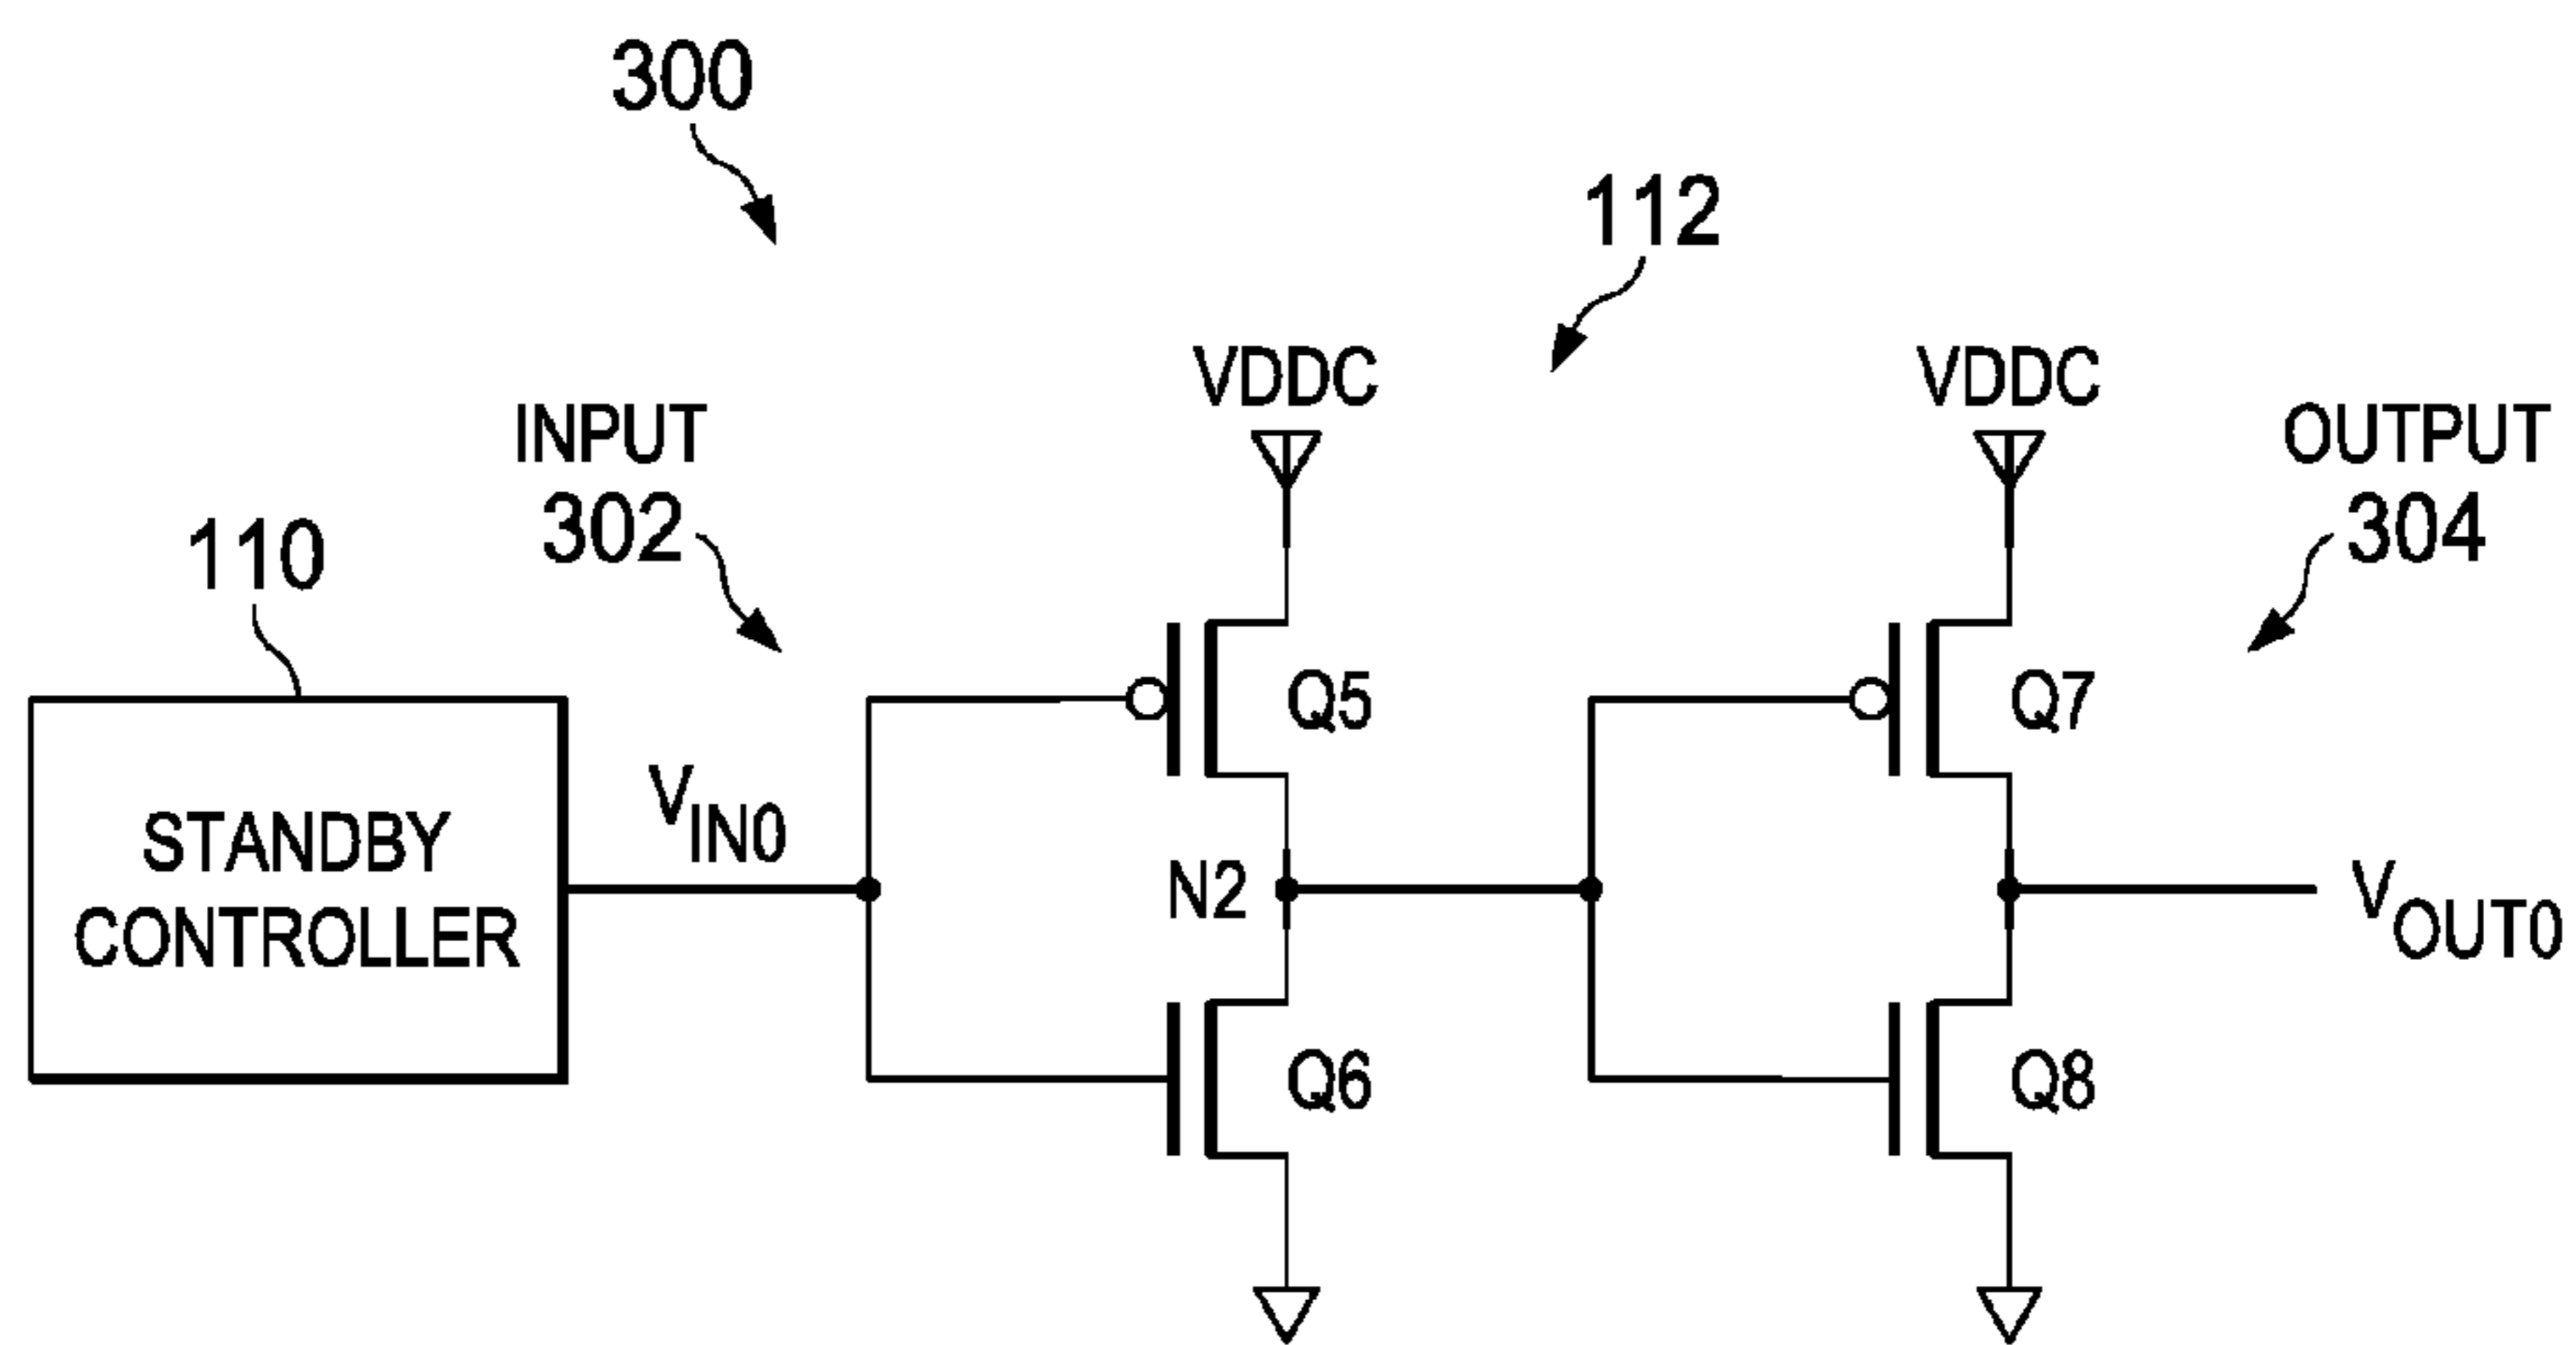 300
112
VDDC
VDDC
INPUT
302
OUTPUT
304
110
Q5
Q7
STANDBY
CONTROLLER
VIN0
N2
VOUT0
Q6
Q8